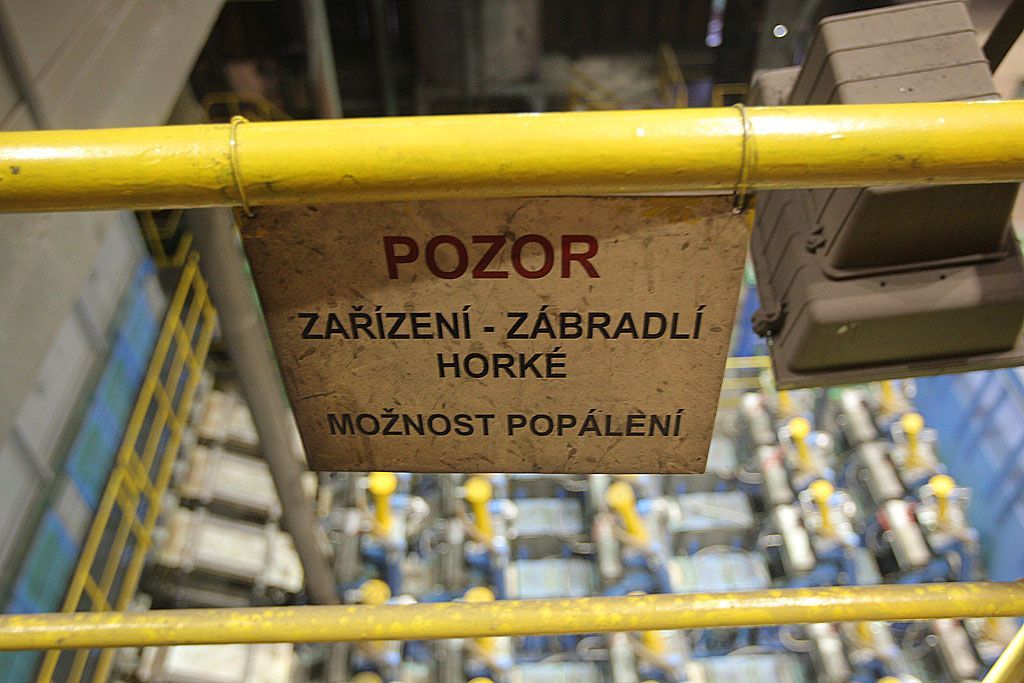 POZOR
ZAŘÍZENÍ - ZÁBRADLÍ
HORKÉ
MOŽNOST POPÁLENÍ